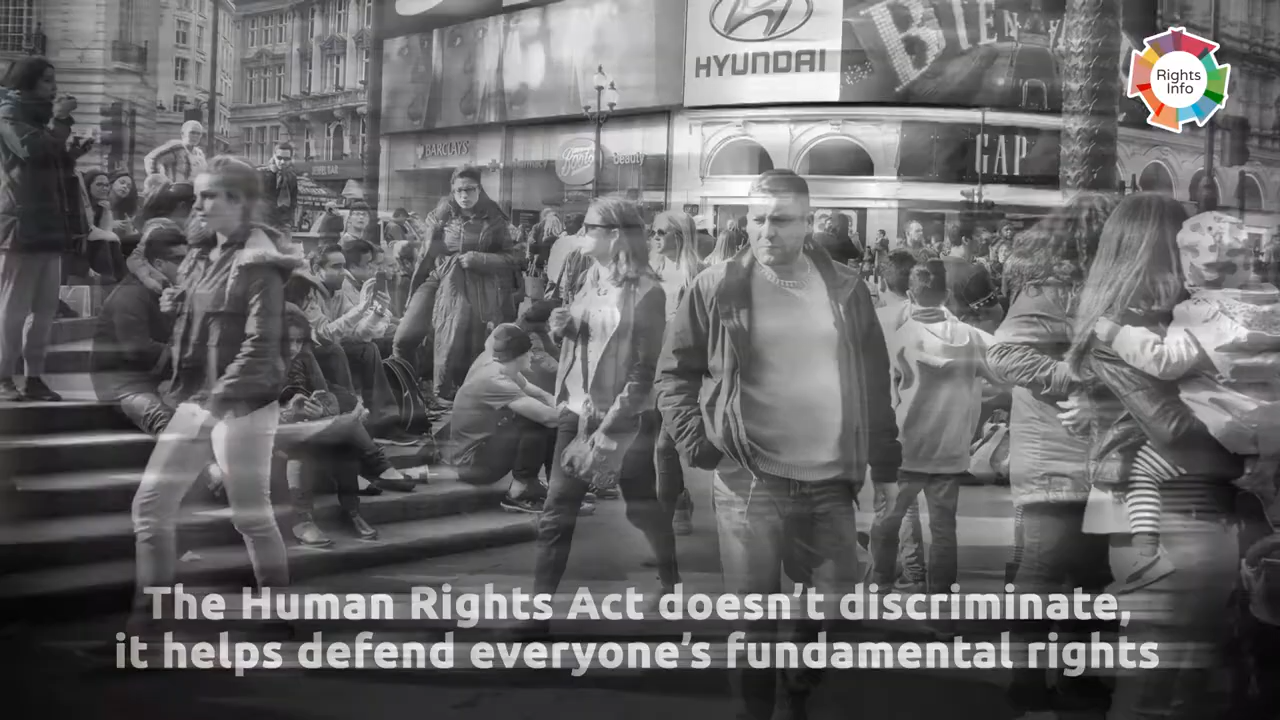 HYUNDAI
BIEN
Rights
Info
BARCLAYS
Boots
Beauty
GAP
The Human Rights Act doesn’t discriminate,
it helps defend everyone’s fundamental rights